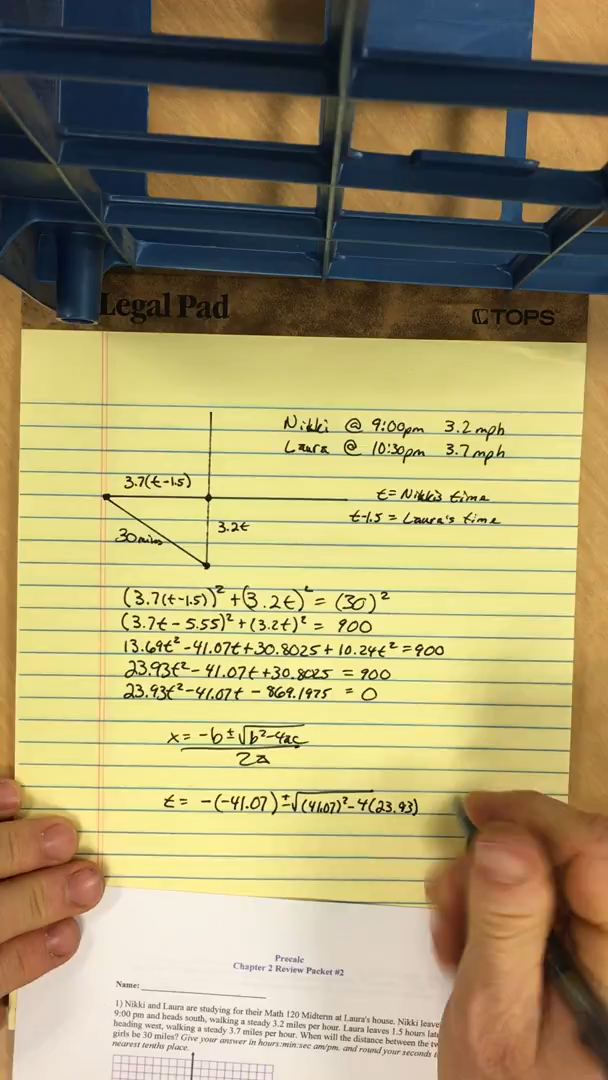 Legal Pad
TOPS
Nikki @ 9:00pm 3.2mph
Laura @ 10:30pm 3.7mph
3.7(t-1.5)
t = Nikki's time
t-1.5 = Laura's time
3.2t
30 miles
(3.7(t-1.5))² + (3.2t)² = (30)²
(3.7t - 5.55)² + (3.2t)² = 900
13.69t² - 41.07t + 30.8025 + 10.24t² = 900
23.93t² - 41.07t + 30.8025 = 900
23.93t² - 41.07t - 869.1975 = 0
x = -b ± √b²-4ac
2a
t = -(-41.07) ± √(41.07)² - 4(23.93)
Precalc
Chapter 2 Review Packet #2
Name:
1) Nikki and Laura are studying for their Math 120 Midterm at Laura's house. Nikki
9:00 pm and heads south, walking a steady 3.2 miles per hour. Laura leaves 1.5 hours
heading west, walking a steady 3.7 miles per hour. When will the distance between the
girls be 30 miles? Give your answer in hours:min:sec am/pm. and round your seconds
nearest tenths place.